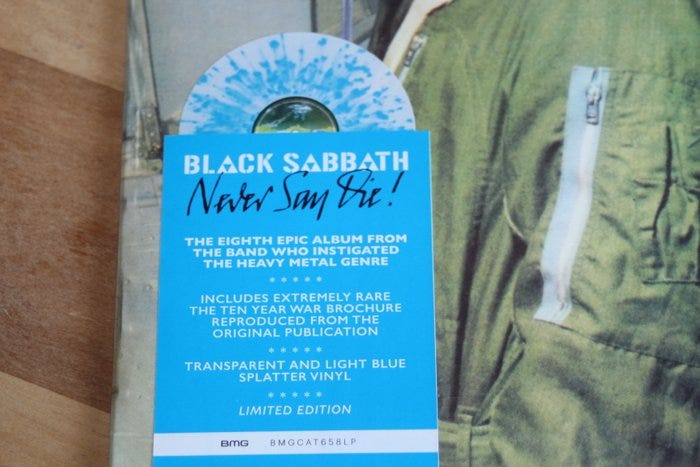 BLACK SABBATH
Never Say Die!
THE EIGHTH EPIC ALBUM FROM
THE BAND WHO INSTIGATED
THE HEAVY METAL GENRE
* * * * *
INCLUDES EXTREMELY RARE
THE TEN YEAR WAR BROCHURE
REPRODUCED FROM THE
ORIGINAL PUBLICATION
* * * * *
TRANSPARENT AND LIGHT BLUE
SPLATTER VINYL
* * * * *
LIMITED EDITION
BMG BMGCAT658LP